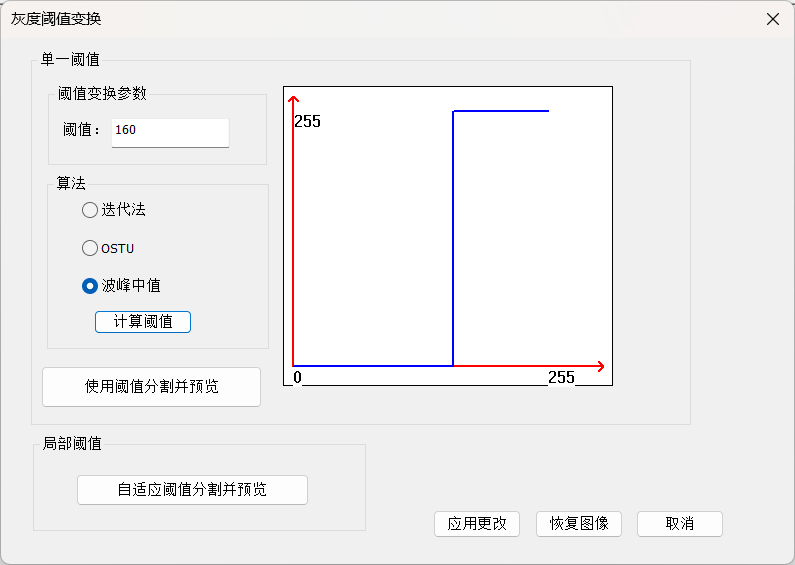 灰度阈值变换
单一阈值
阈值变换参数
阈值： 160
算法
迭代法
OSTU
波峰中值
计算阈值
使用阈值分割并预览
255
0
255
局部阈值
自适应阈值分割并预览
应用更改
恢复图像
取消